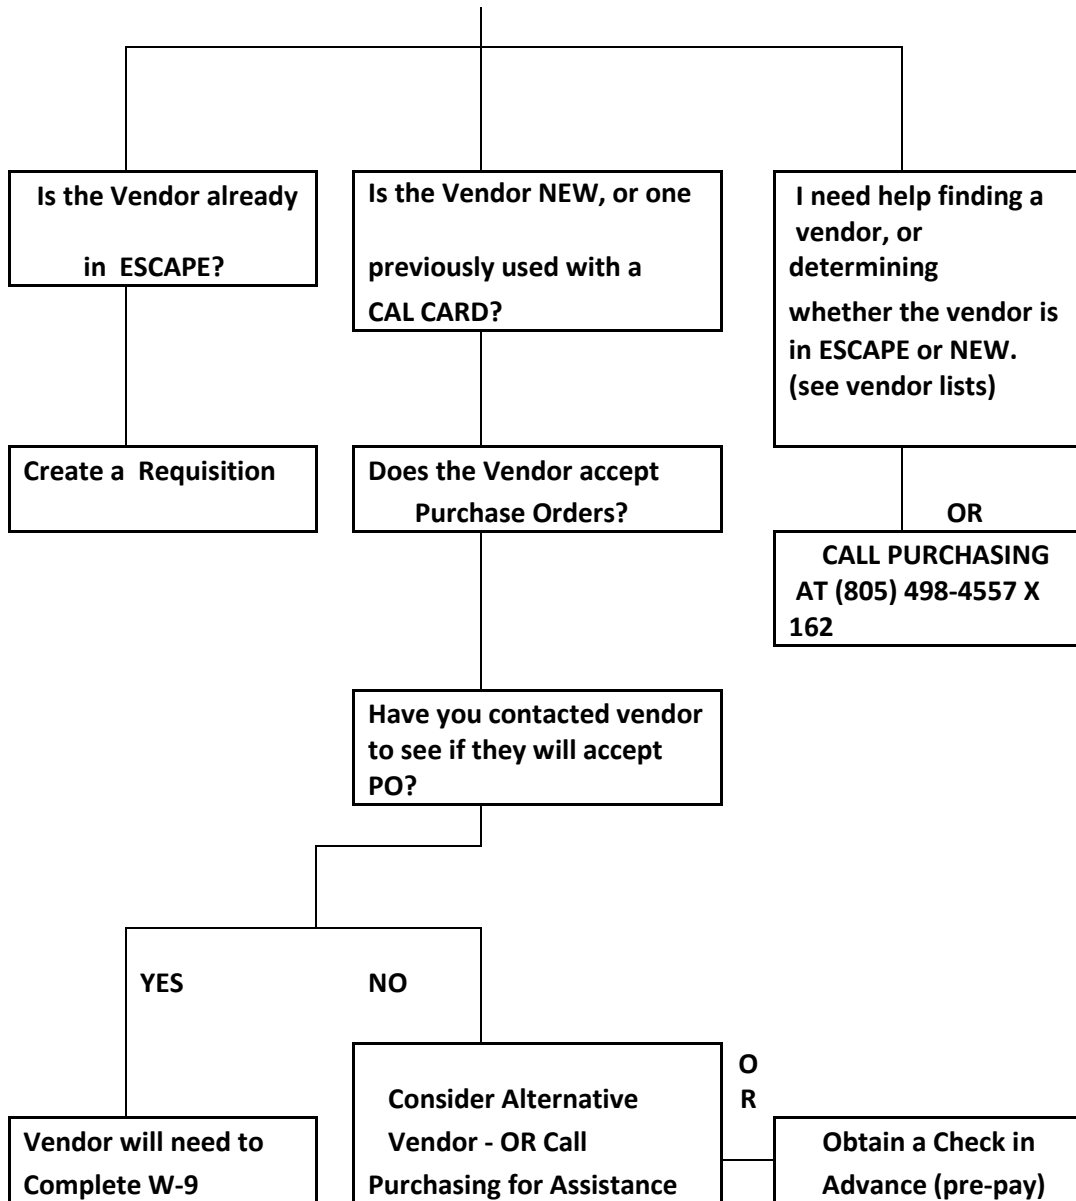 Is the Vendor already
in ESCAPE?
Is the Vendor NEW, or one
previously used with a
CAL CARD?
I need help finding a
vendor, or
determining
whether the vendor is
in ESCAPE or NEW.
(see vendor lists)
Create a Requisition
Does the Vendor accept
Purchase Orders?
OR
CALL PURCHASING
AT (805) 498-4557 X
162
Have you contacted vendor
to see if they will accept
PO?
YES
NO
Vendor will need to
Complete W-9
Consider Alternative
Vendor - OR Call
Purchasing for Assistance
O
R
Obtain a Check in
Advance (pre-pay)